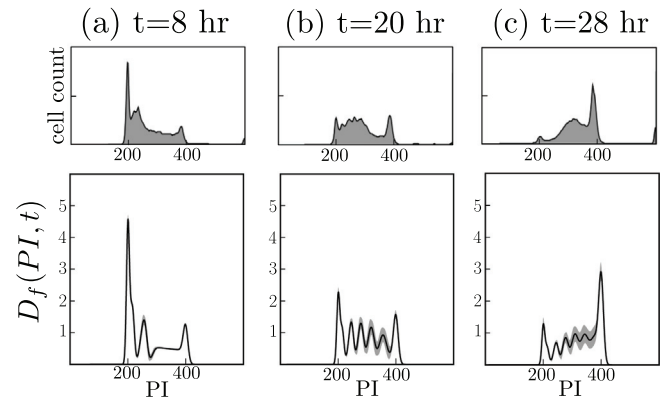 (a) t=8 hr (b) t=20 hr (c) t=28 hr
cell count
200 400 200 400 200 400
D_f(PI, t)
5 5 5
4 4 4
3 3 3
2 2 2
1 1 1
200 400 200 400 200 400
PI PI PI